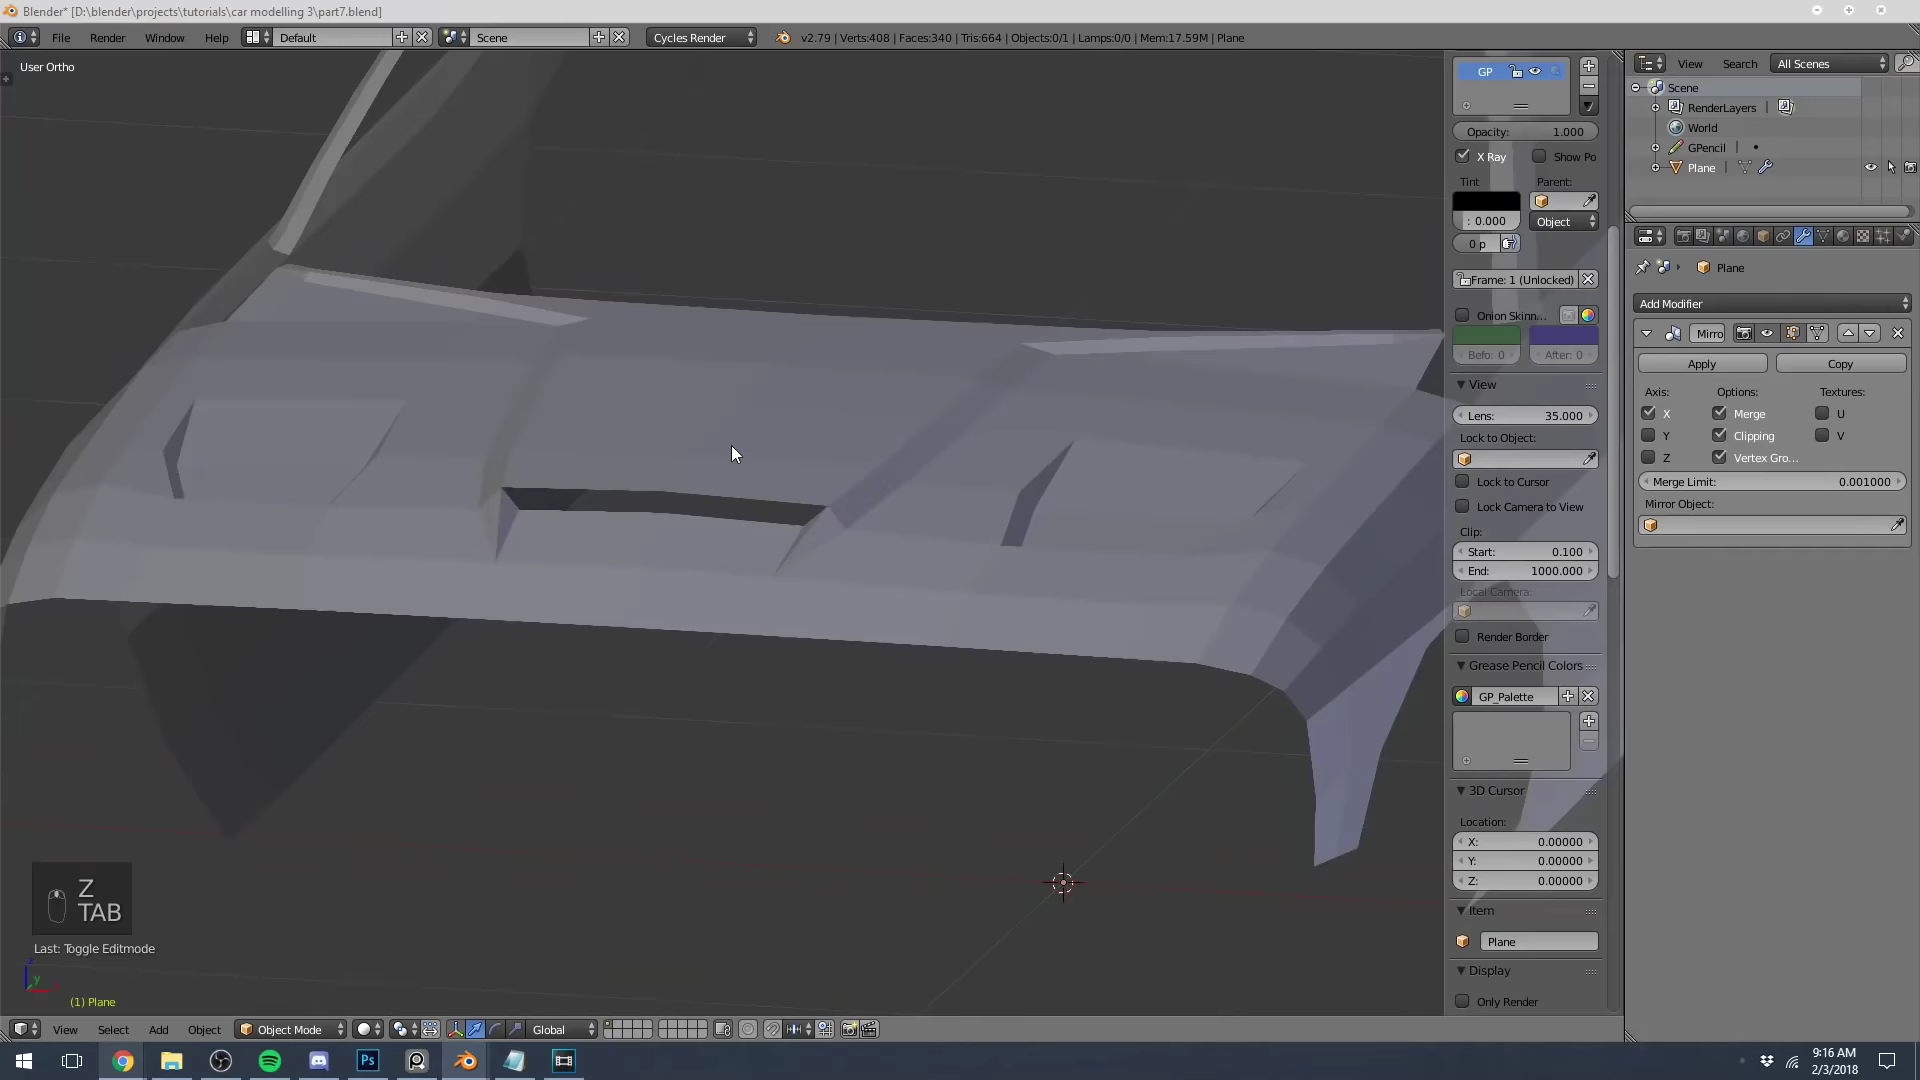 Blender* [D:\blender\projects\tutorials\car modelling 3\part7.blend]
File Render Window Help Default Scene Cycles Render v2.79 | Verts:408 | Faces:340 | Tris:664 | Objects:0/1 | Lamps:0/0 | Mem:17.59M | Plane
User Ortho
GP
Opacity: 1.000
X Ray Show Po
Tint Parent:
: 0.000 Object
0 p
Frame: 1 (Unlocked)
Onion Skinn...
Befo: 0 After: 0
View
Lens: 35.000
Lock to Object:
Lock to Cursor
Lock Camera to View
Clip:
Start: 0.100
End: 1000.000
Local Camera:
Render Border
Grease Pencil Colors
GP_Palette
3D Cursor
Location:
X: 0.00000
Y: 0.00000
Z: 0.00000
Item
Plane
Display
Only Render
View Search All Scenes
Scene
RenderLayers
World
GPencil
Plane
Plane
Add Modifier
Mirro
Apply Copy
Axis: Options: Textures:
X Merge U
Y Clipping V
Z Vertex Gro...
Merge Limit: 0.001000
Mirror Object:
Z
TAB
Last: Toggle Editmode
z
y
(1) Plane
View Select Add Object Object Mode Global
Ps
9:16 AM
2/3/2018